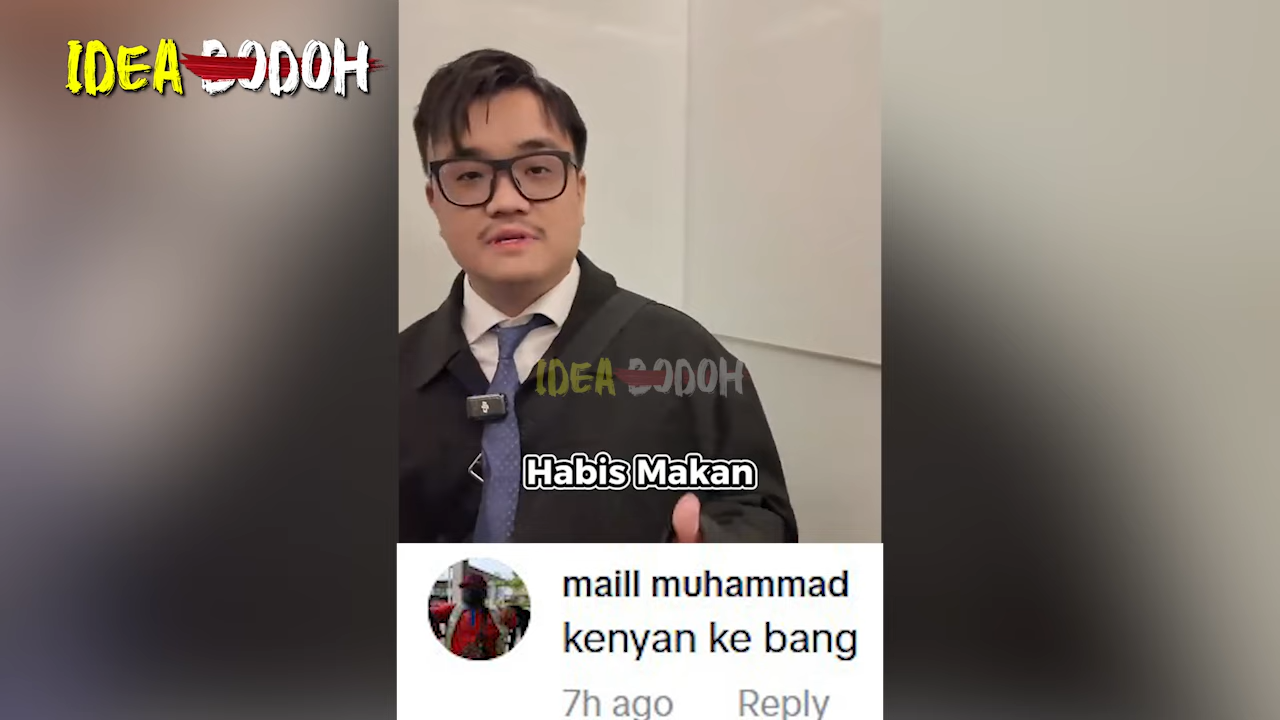 IDEA BODOH
IDEA BODOH
Habis Makan
maill muhammad
kenyan ke bang
7h ago Reply